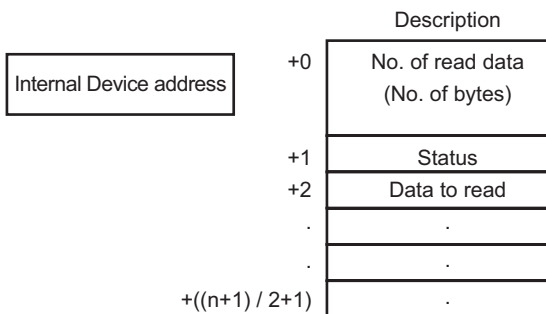 Description
Internal Device address
+0 No. of read data
(No. of bytes)
+1 Status
+2 Data to read
. .
. .
+((n+1) / 2+1) .